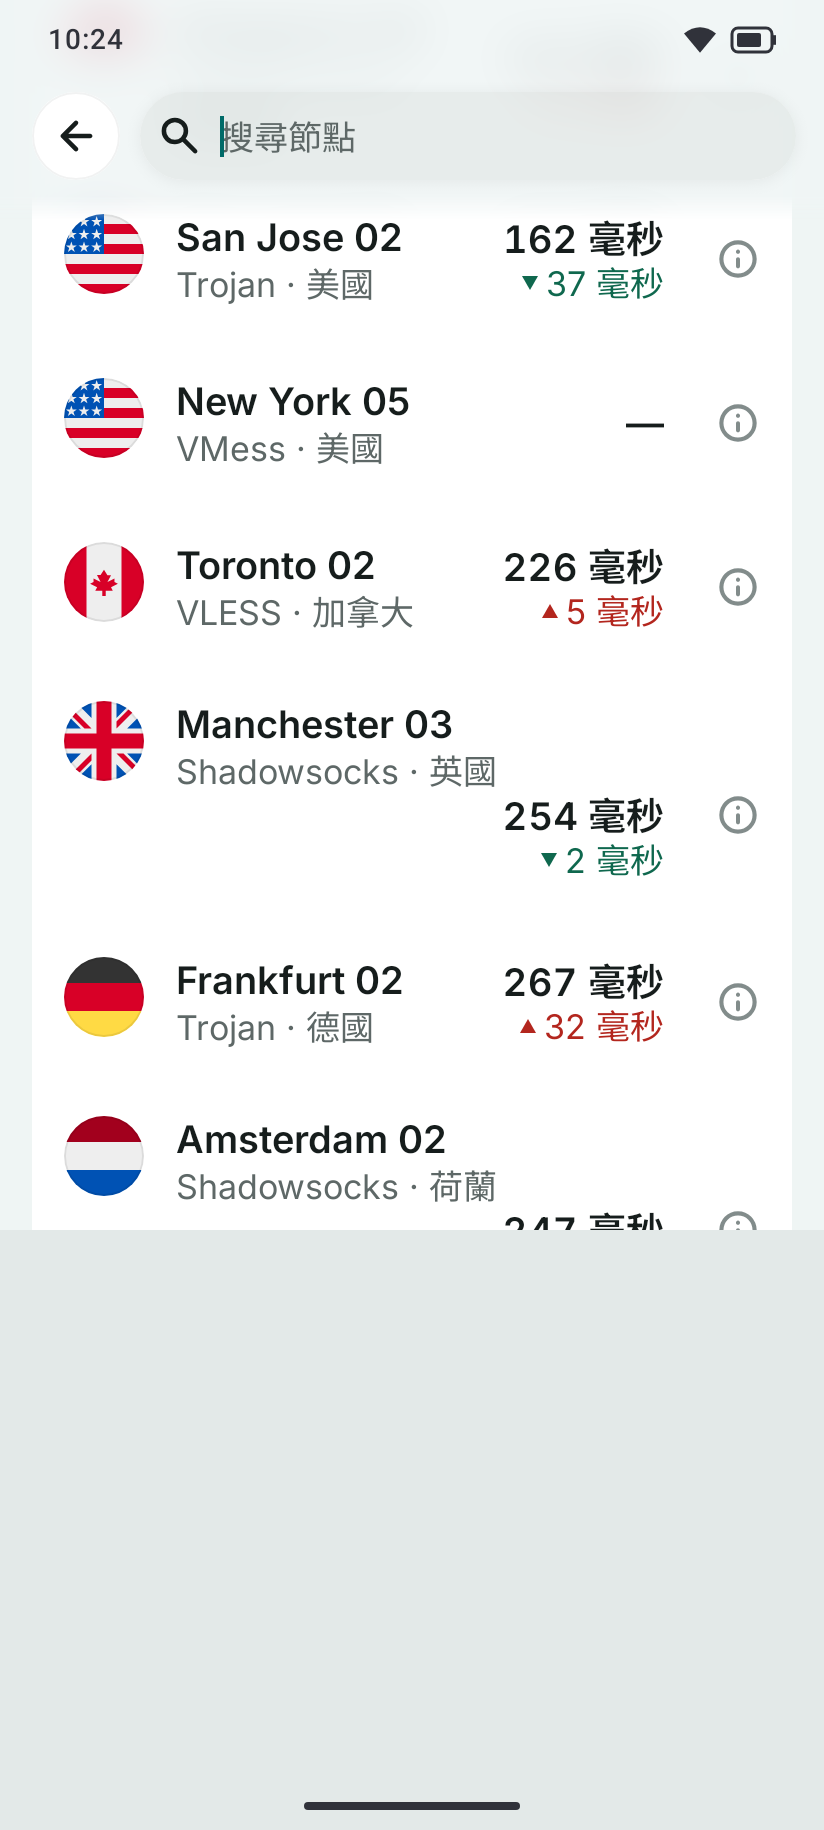 10:24
搜尋節點
San Jose 02
162 毫秒
Trojan · 美國
▼37 毫秒
New York 05
—
VMess · 美國
Toronto 02
226 毫秒
VLESS · 加拿大
▲5 毫秒
Manchester 03
Shadowsocks · 英國
254 毫秒
▼2 毫秒
Frankfurt 02
267 毫秒
Trojan · 德國
▲32 毫秒
Amsterdam 02
Shadowsocks · 荷蘭
247 毫秒